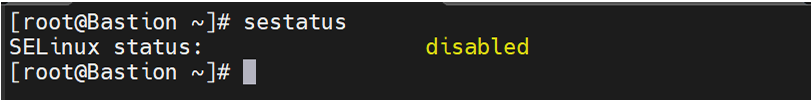 [root@Bastion ~]# sestatus
SELinux status:                 disabled
[root@Bastion ~]#